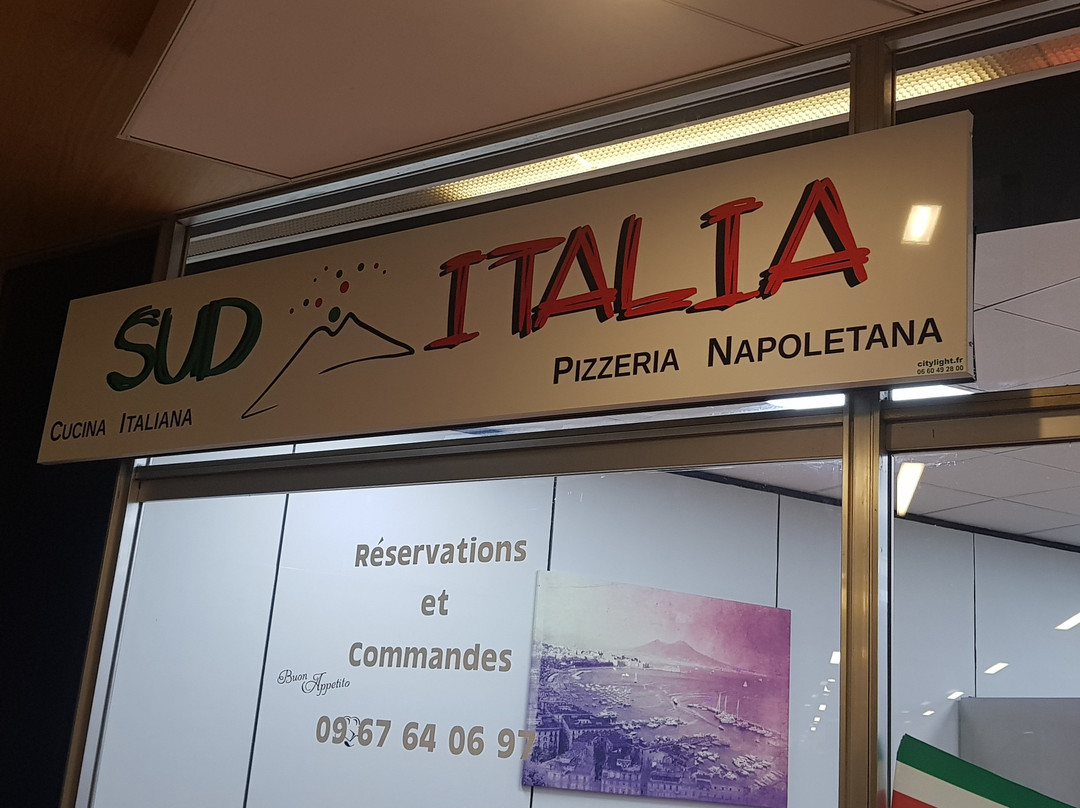 SUD ITALIA
CUCINA ITALIANA
PIZZERIA NAPOLETANA
citylight.fr
06 60 49 28 00
Réservations
et
Commandes
Buon
Appetito
09 67 64 06 97